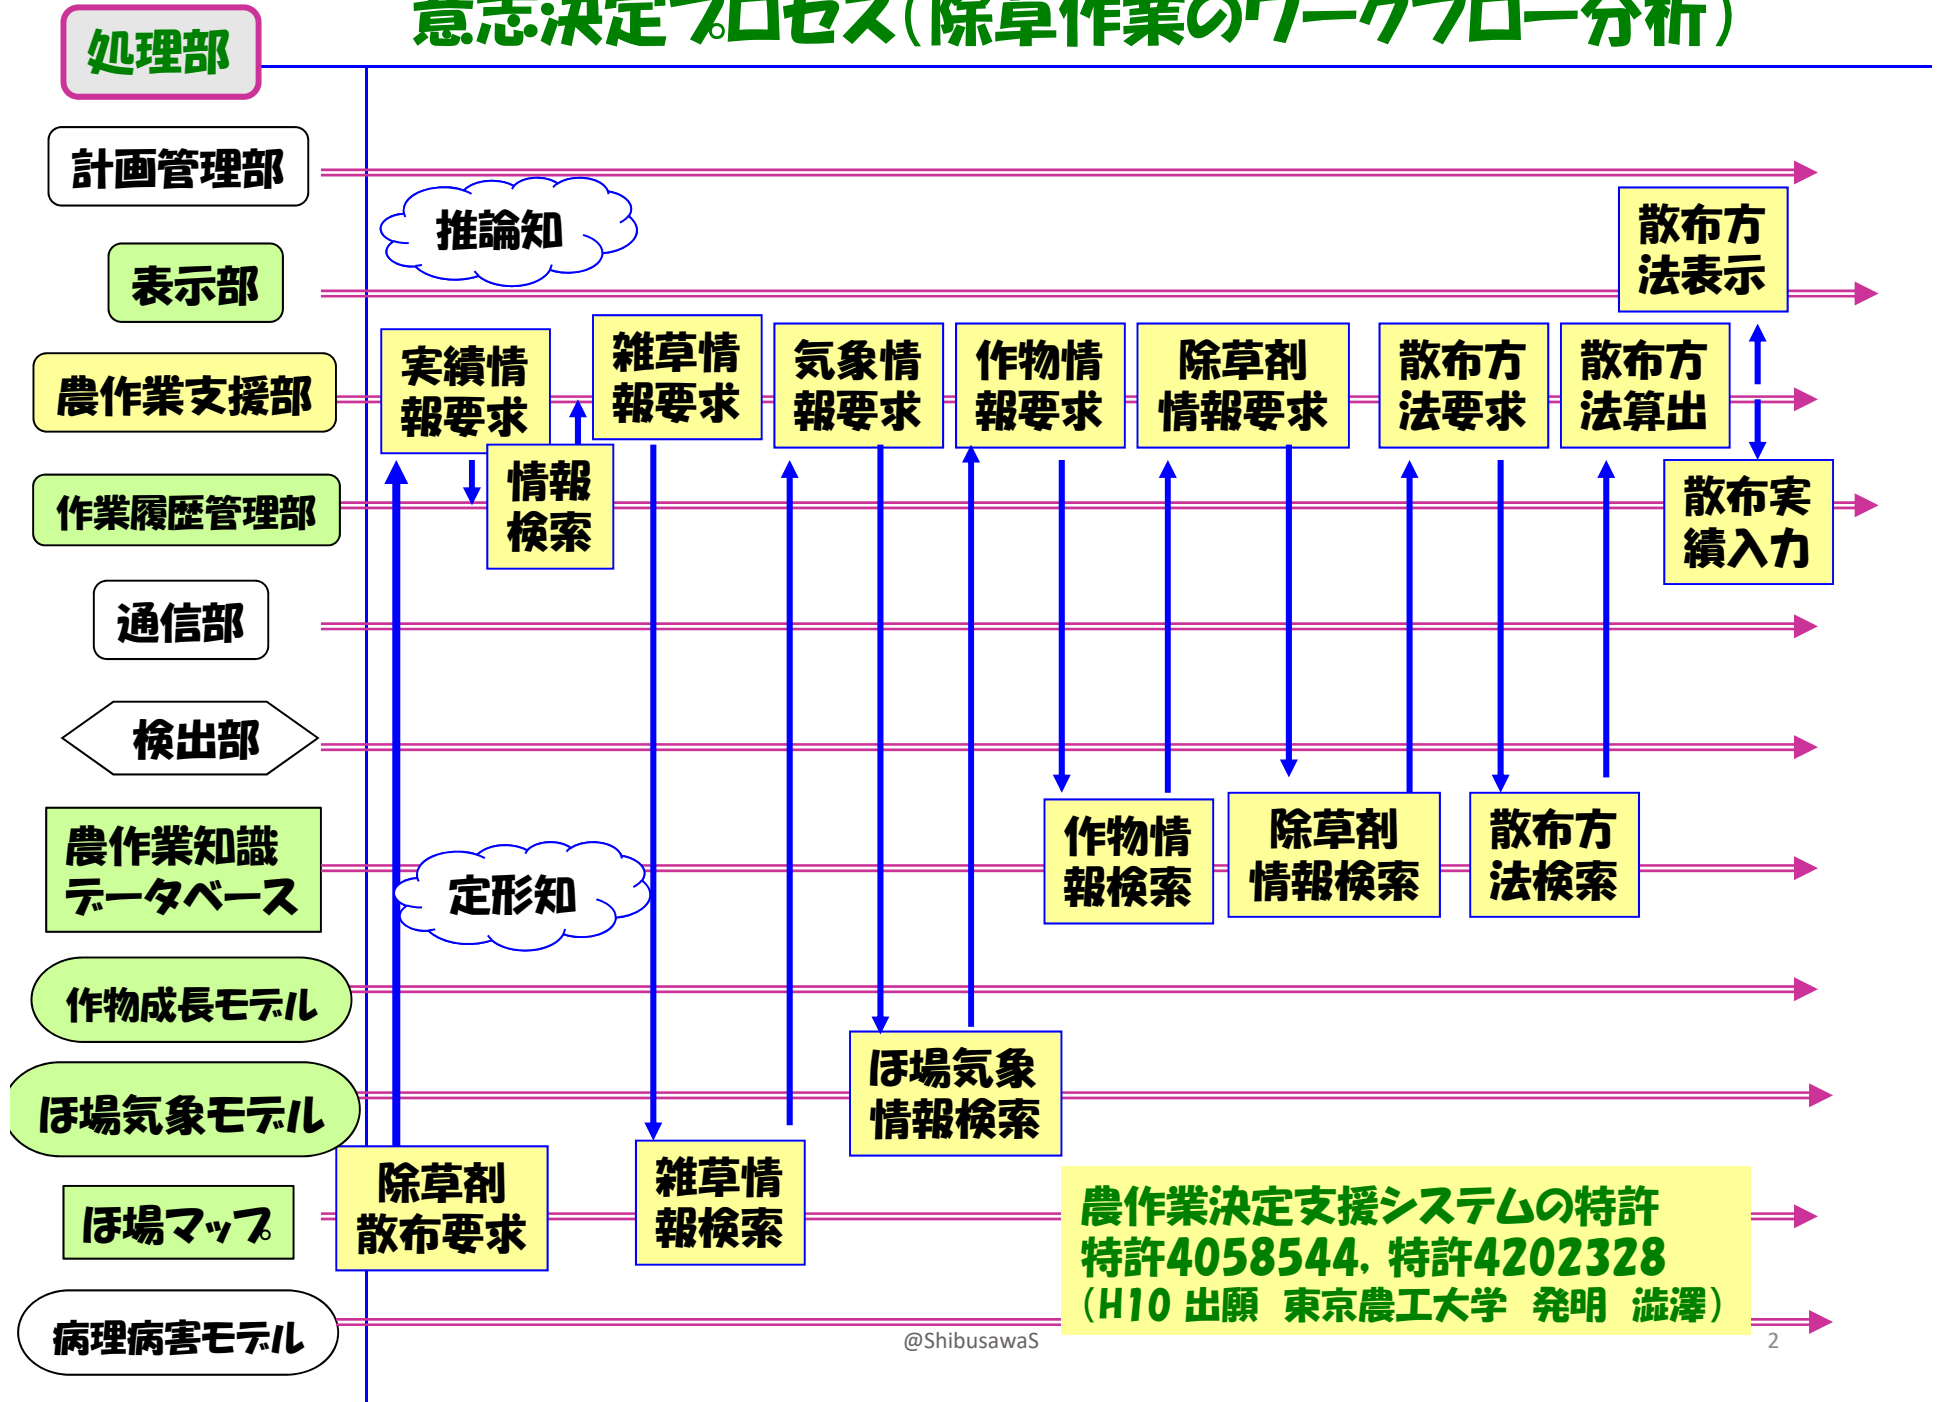 意志決定プロセス(除草作業のワークフロー分析)
処理部
計画管理部
推論知
散布方
法表示
表示部
農作業支援部
実績情
報要求
雑草情
報要求
気象情
報要求
作物情
報要求
除草剤
情報要求
散布方
法要求
散布方
法算出
作業履歴管理部
情報
検索
散布実
績入力
通信部
検出部
農作業知識
データベース
定形知
作物情
報検索
除草剤
情報検索
散布方
法検索
作物成長モデル
ほ場気象モデル
ほ場気象
情報検索
ほ場マップ
除草剤
散布要求
雑草情
報検索
農作業決定支援システムの特許
特許4058544, 特許4202328
(H10 出願 東京農工大学 発明 澁澤)
病理病害モデル
@ShibusawaS
2